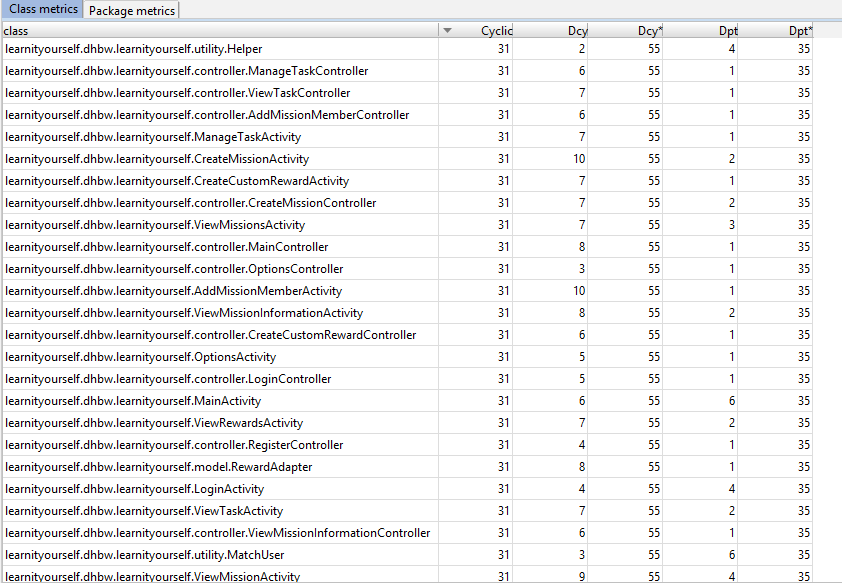 Class metrics Package metrics
class Cyclic Dcy Dcy* Dpt Dpt*
learnityourself.dhbw.learnityourself.utility.Helper 31 2 55 4 35
learnityourself.dhbw.learnityourself.controller.ManageTaskController 31 6 55 1 35
learnityourself.dhbw.learnityourself.controller.ViewTaskController 31 7 55 1 35
learnityourself.dhbw.learnityourself.controller.AddMissionMemberController 31 6 55 1 35
learnityourself.dhbw.learnityourself.ManageTaskActivity 31 7 55 1 35
learnityourself.dhbw.learnityourself.CreateMissionActivity 31 10 55 2 35
learnityourself.dhbw.learnityourself.CreateCustomRewardActivity 31 7 55 1 35
learnityourself.dhbw.learnityourself.controller.CreateMissionController 31 7 55 2 35
learnityourself.dhbw.learnityourself.ViewMissionsActivity 31 7 55 3 35
learnityourself.dhbw.learnityourself.controller.MainController 31 8 55 1 35
learnityourself.dhbw.learnityourself.controller.OptionsController 31 3 55 1 35
learnityourself.dhbw.learnityourself.AddMissionMemberActivity 31 10 55 1 35
learnityourself.dhbw.learnityourself.ViewMissionInformationActivity 31 8 55 2 35
learnityourself.dhbw.learnityourself.controller.CreateCustomRewardController 31 6 55 1 35
learnityourself.dhbw.learnityourself.OptionsActivity 31 5 55 1 35
learnityourself.dhbw.learnityourself.controller.LoginController 31 5 55 1 35
learnityourself.dhbw.learnityourself.MainActivity 31 6 55 6 35
learnityourself.dhbw.learnityourself.ViewRewardsActivity 31 7 55 2 35
learnityourself.dhbw.learnityourself.controller.RegisterController 31 4 55 1 35
learnityourself.dhbw.learnityourself.model.RewardAdapter 31 8 55 1 35
learnityourself.dhbw.learnityourself.LoginActivity 31 4 55 4 35
learnityourself.dhbw.learnityourself.ViewTaskActivity 31 7 55 2 35
learnityourself.dhbw.learnityourself.controller.ViewMissionInformationController 31 6 55 1 35
learnityourself.dhbw.learnityourself.utility.MatchUser 31 3 55 6 35
learnityourself.dhbw.learnityourself.ViewMissionActivity 31 9 55 4 35